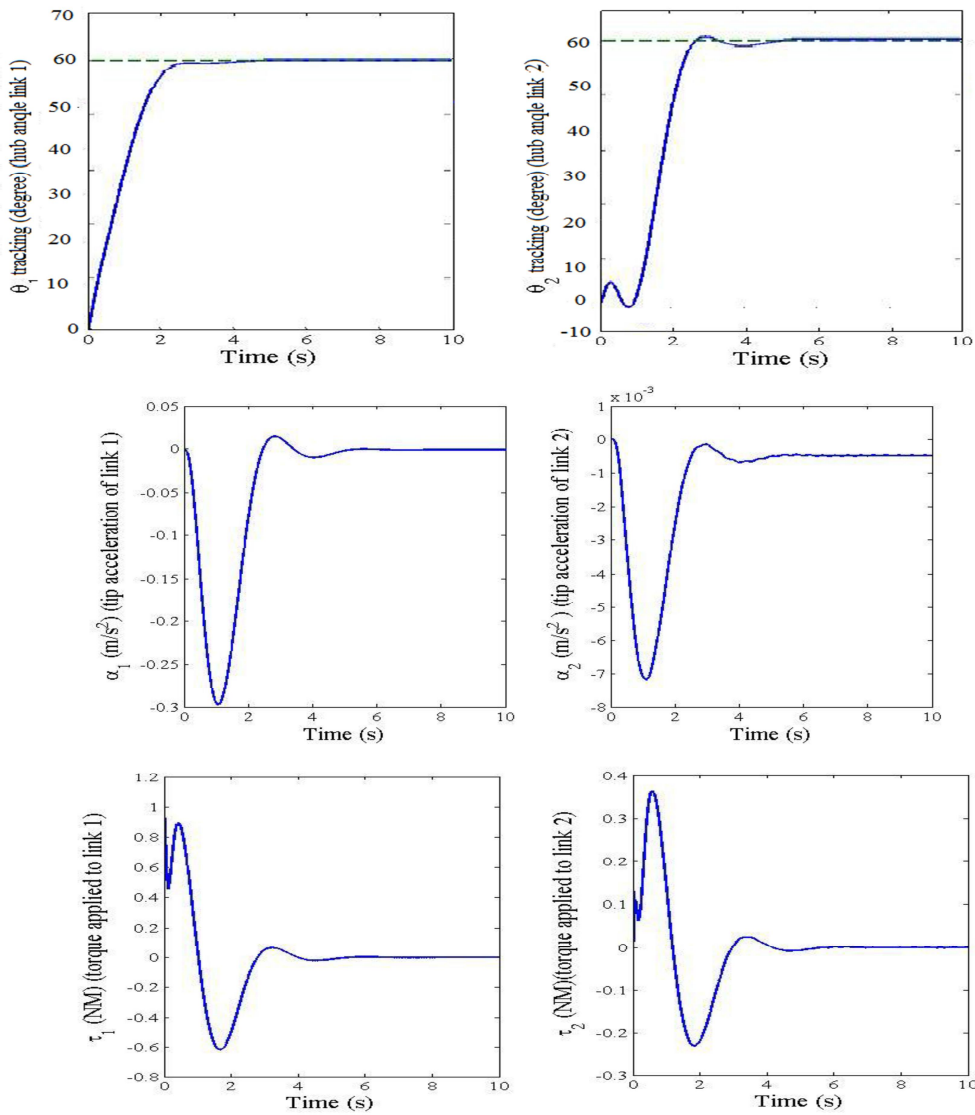 θ1 tracking (degree) (hub angle link 1)
70
60
50
40
30
20
10
0
0 2 4 6 8 10
Time (s)
θ2 tracking (degree) (hub angle link 2)
60
50
40
30
20
10
0
-10
0 2 4 6 8 10
Time (s)
α1 (m/s²) (tip acceleration of link 1)
0.05
0
-0.05
-0.1
-0.15
-0.2
-0.25
-0.3
0 2 4 6 8 10
Time (s)
α2 (m/s²) (tip acceleration of link 2)
x 10⁻³
1
0
-1
-2
-3
-4
-5
-6
-7
-8
0 2 4 6 8 10
Time (s)
τ1 (NM) (torque applied to link 1)
1.2
1
0.8
0.6
0.4
0.2
0
-0.2
-0.4
-0.6
-0.8
0 2 4 6 8 10
Time (s)
τ2 (NM)(torque applied to link 2)
0.4
0.3
0.2
0.1
0
-0.1
-0.2
-0.3
0 2 4 6 8 10
Time (s)